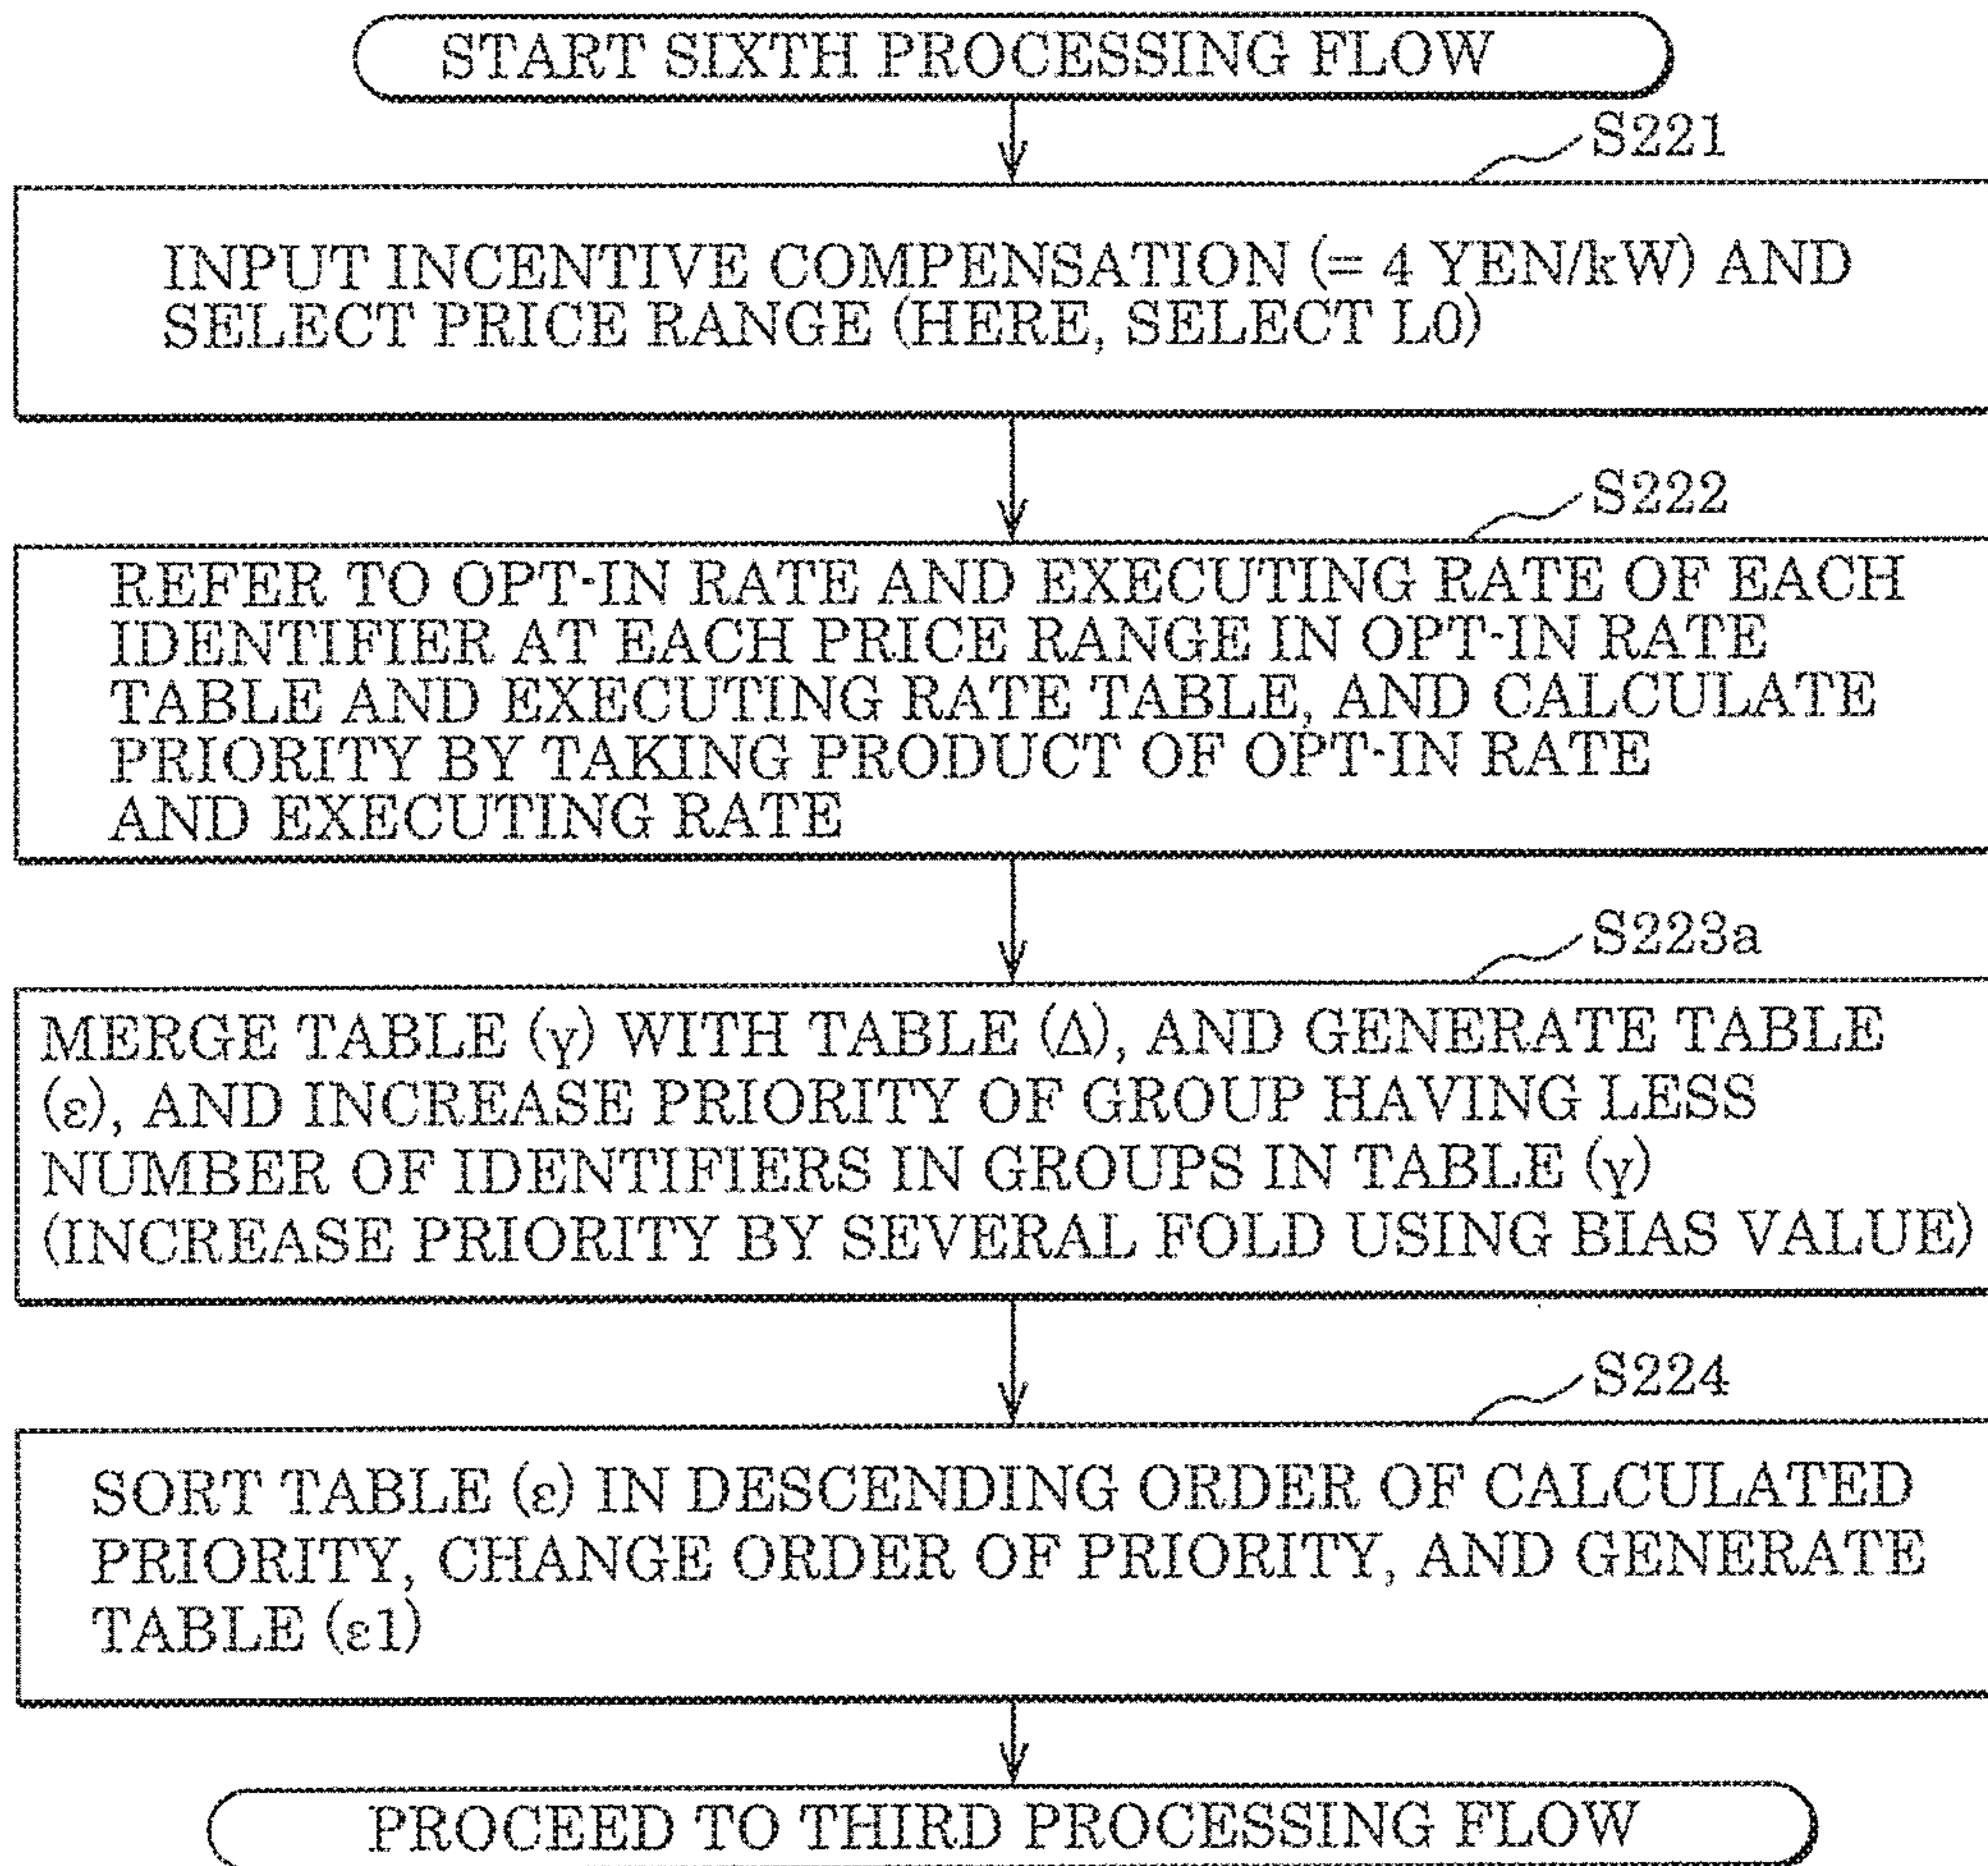 START SIXTH PROCESSING FLOW
S221
INPUT INCENTIVE COMPENSATION (= 4 YEN/kW) AND
SELECT PRICE RANGE (HERE, SELECT L0)
S222
REFER TO OPT-IN RATE AND EXECUTING RATE OF EACH
IDENTIFIER AT EACH PRICE RANGE IN OPT-IN RATE
TABLE AND EXECUTING RATE TABLE, AND CALCULATE
PRIORITY BY TAKING PRODUCT OF OPT-IN RATE
AND EXECUTING RATE
S223a
MERGE TABLE (γ) WITH TABLE (Δ), AND GENERATE TABLE
(ε), AND INCREASE PRIORITY OF GROUP HAVING LESS
NUMBER OF IDENTIFIERS IN GROUPS IN TABLE (γ)
(INCREASE PRIORITY BY SEVERAL FOLD USING BIAS VALUE)
S224
SORT TABLE (ε) IN DESCENDING ORDER OF CALCULATED
PRIORITY, CHANGE ORDER OF PRIORITY, AND GENERATE
TABLE (ε1)
PROCEED TO THIRD PROCESSING FLOW